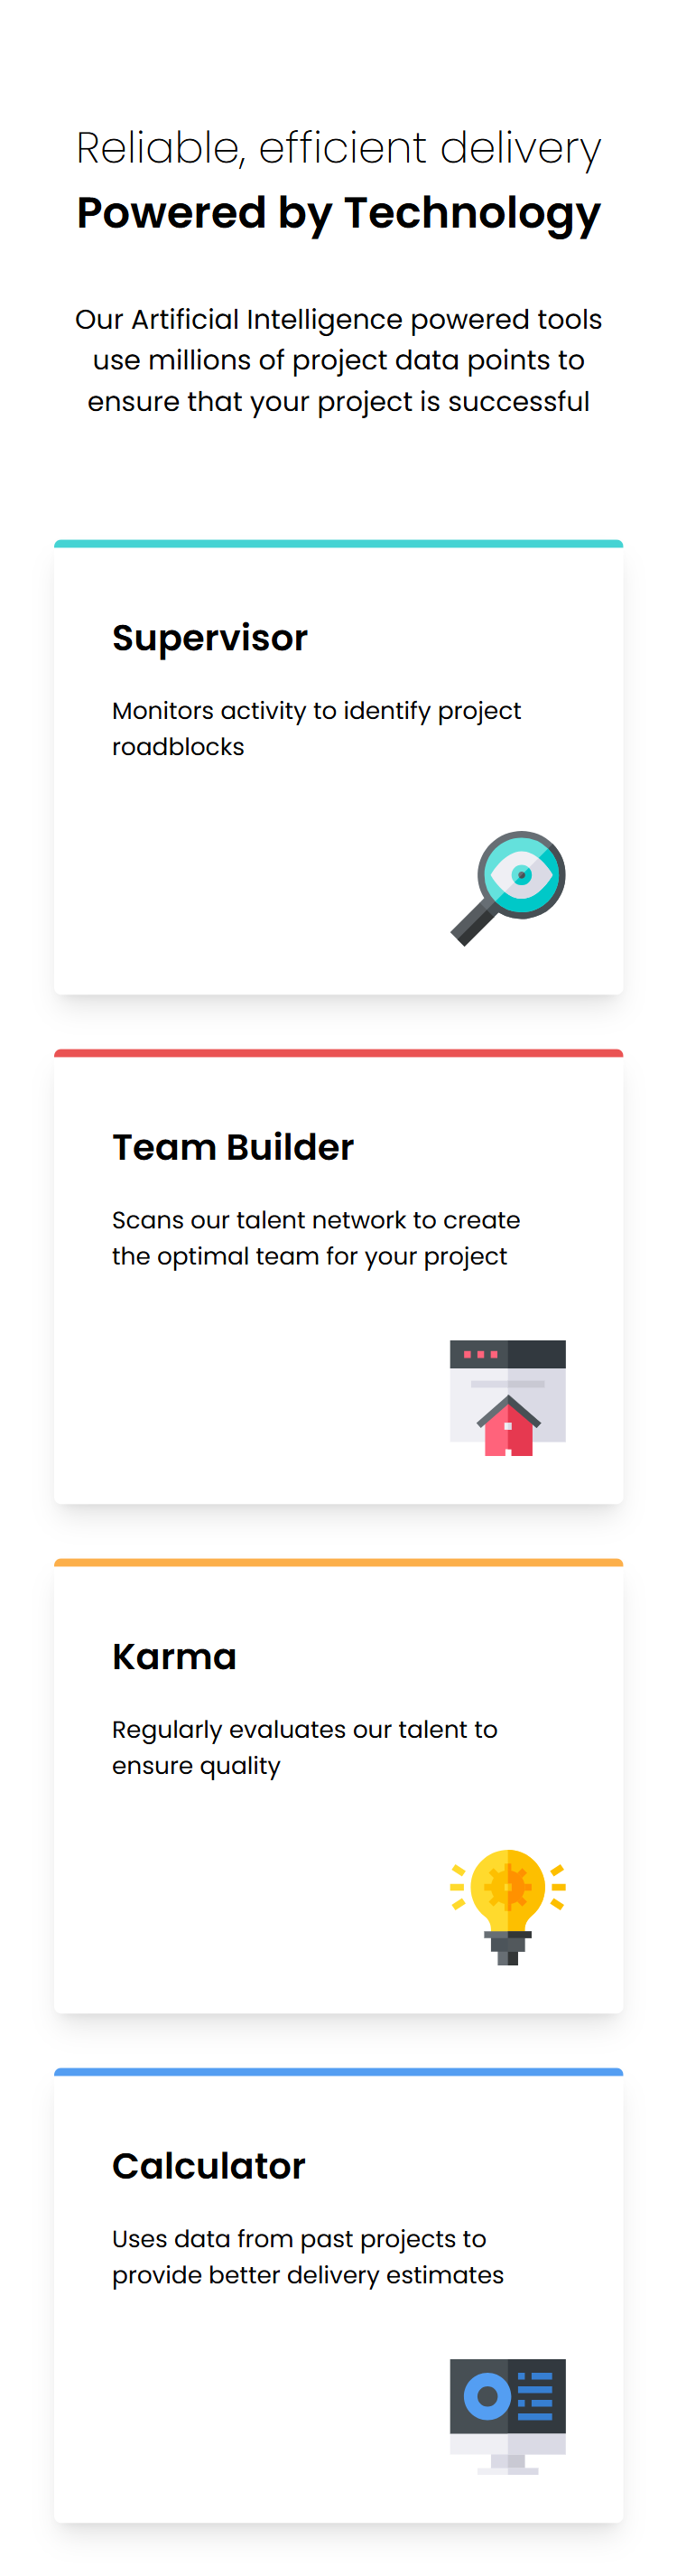 Reliable, efficient delivery
Powered by Technology
Our Artificial Intelligence powered tools
use millions of project data points to
ensure that your project is successful
Supervisor
Monitors activity to identify project
roadblocks
Team Builder
Scans our talent network to create
the optimal team for your project
Karma
Regularly evaluates our talent to
ensure quality
Calculator
Uses data from past projects to
provide better delivery estimates